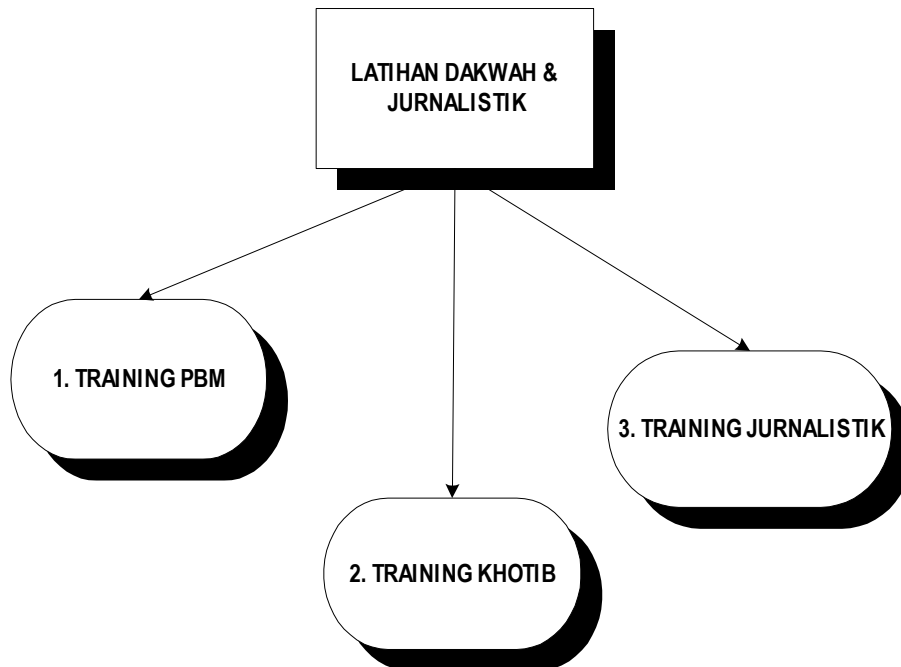 LATIHAN DAKWAH &
JURNALISTIK
1. TRAINING PBM
3. TRAINING JURNALISTIK
2. TRAINING KHOTIB